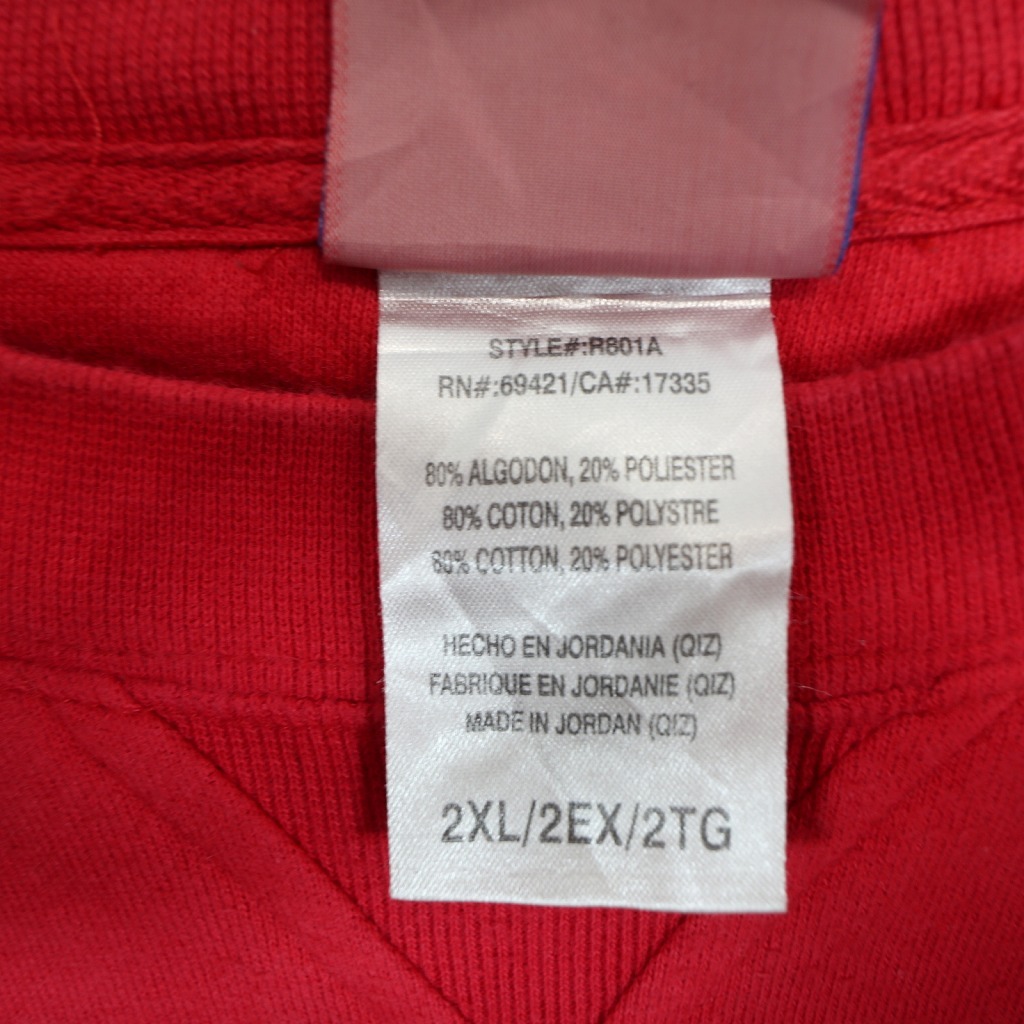 STYLE#:R801A
RN#:69421/CA#:17335
80% ALGODON, 20% POLIESTER
80% COTON, 20% POLYSTRE
80% COTTON, 20% POLYESTER
HECHO EN JORDANIA (QIZ)
FABRIQUE EN JORDANIE (QIZ)
MADE IN JORDAN (QIZ)
2XL/2EX/2TG